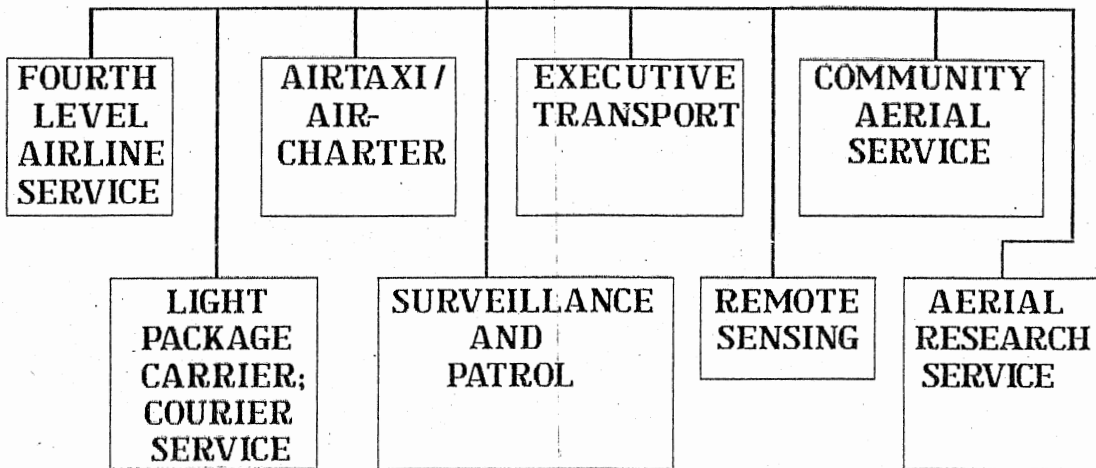 FOURTH
LEVEL
AIRLINE
SERVICE
AIRTAXI /
AIR-
CHARTER
EXECUTIVE
TRANSPORT
COMMUNITY
AERIAL
SERVICE
LIGHT
PACKAGE
CARRIER;
COURIER
SERVICE
SURVEILLANCE
AND
PATROL
REMOTE
SENSING
AERIAL
RESEARCH
SERVICE